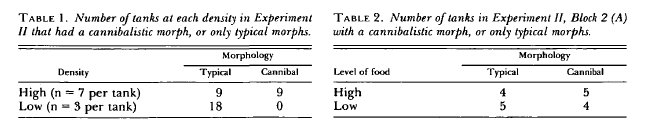 TABLE 1. Number of tanks at each density in Experiment
II that had a cannibalistic morph, or only typical morphs.
Morphology
Density Typical Cannibal
High (n = 7 per tank) 9 9
Low (n = 3 per tank) 18 0
TABLE 2. Number of tanks in Experiment II, Block 2 (A)
with a cannibalistic morph, or only typical morphs.
Morphology
Level of food Typical Cannibal
High 4 5
Low 5 4